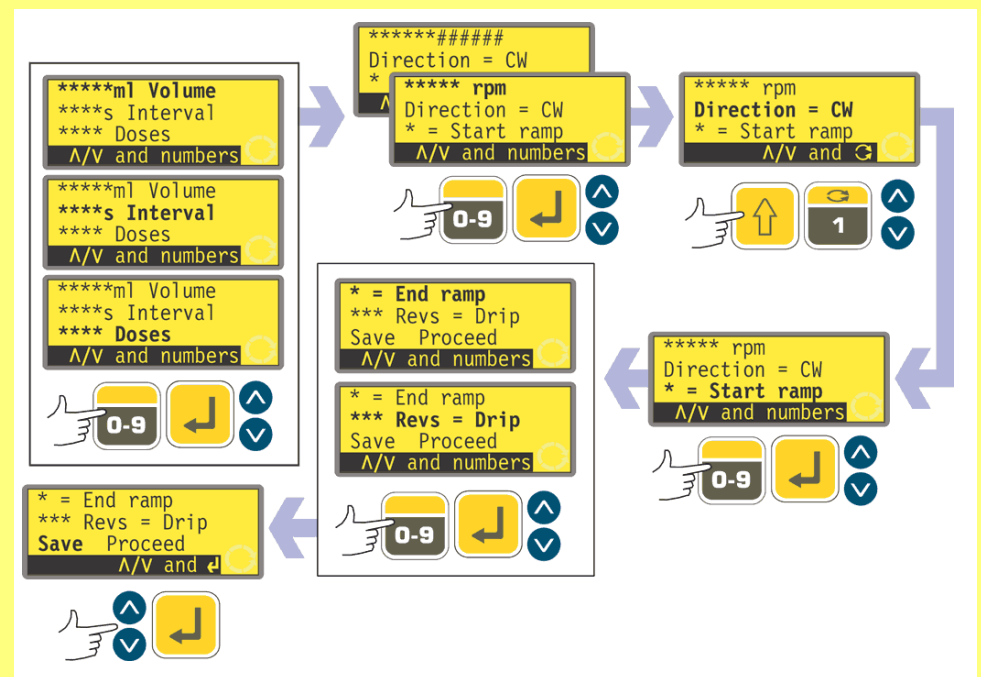 *****ml Volume
****s Interval
**** Doses
Λ/V and numbers
*****ml Volume
****s Interval
**** Doses
Λ/V and numbers
*****ml Volume
****s Interval
**** Doses
Λ/V and numbers
0-9
******######
Direction = CW
*
Λ
***** rpm
Direction = CW
* = Start ramp
Λ/V and numbers
0-9
***** rpm
Direction = CW
* = Start ramp
Λ/V and
1
***** rpm
Direction = CW
* = Start ramp
Λ/V and numbers
0-9
* = End ramp
*** Revs = Drip
Save Proceed
Λ/V and numbers
* = End ramp
*** Revs = Drip
Save Proceed
Λ/V and numbers
0-9
* = End ramp
*** Revs = Drip
Save Proceed
Λ/V and ↲